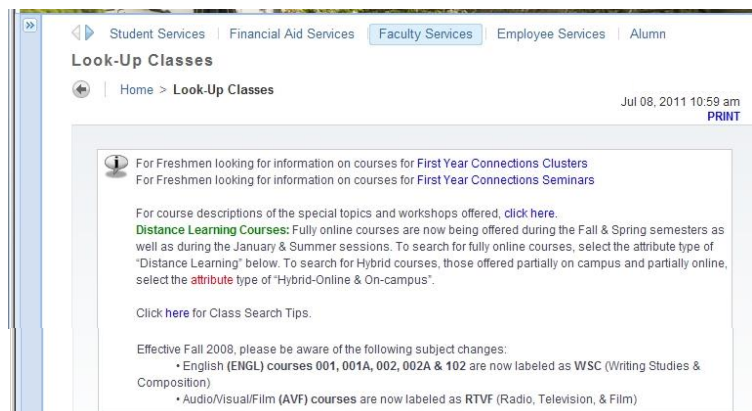 Student Services | Financial Aid Services | Faculty Services | Employee Services | Alumn
Look-Up Classes
Home > Look-Up Classes
Jul 08, 2011 10:59 am
PRINT
For Freshmen looking for information on courses for First Year Connections Clusters
For Freshmen looking for information on courses for First Year Connections Seminars
For course descriptions of the special topics and workshops offered, click here.
Distance Learning Courses: Fully online courses are now being offered during the Fall & Spring semesters as
well as during the January & Summer sessions. To search for fully online courses, select the attribute type of
"Distance Learning" below. To search for Hybrid courses, those offered partially on campus and partially online,
select the attribute type of "Hybrid-Online & On-campus".
Click here for Class Search Tips.
Effective Fall 2008, please be aware of the following subject changes:
• English (ENGL) courses 001, 001A, 002, 002A & 102 are now labeled as WSC (Writing Studies &
Composition)
• Audio/Visual/Film (AVF) courses are now labeled as RTVF (Radio, Television, & Film)